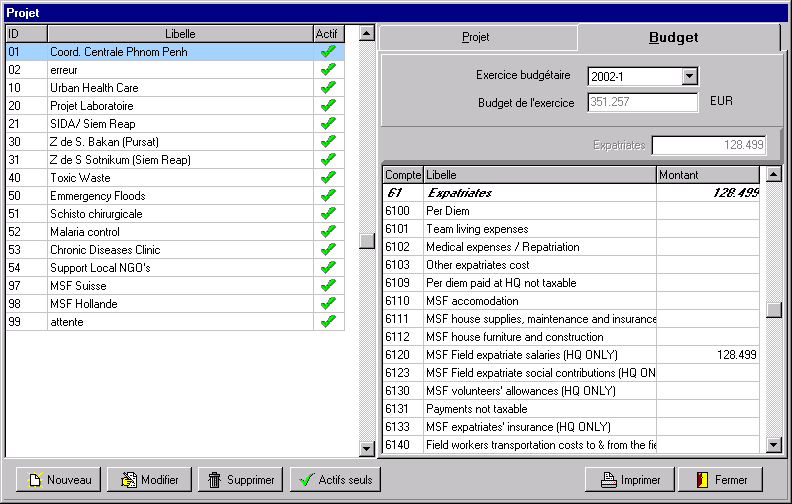 Projet
ID Libelle Actif
01 Coord. Centrale Phnom Penh
02 erreur
10 Urban Health Care
20 Projet Laboratoire
21 SIDA/ Siem Reap
30 Z de S. Bakan (Pursat)
31 Z de S Sotnikum (Siem Reap)
40 Toxic Waste
50 Emmergency Floods
51 Schisto chirurgicale
52 Malaria control
53 Chronic Diseases Clinic
54 Support Local NGO's
97 MSF Suisse
98 MSF Hollande
99 attente
Projet Budget
Exercice budgétaire 2002-1
Budget de l'exercice 351.257 EUR
Expatriates 128.499
Compte Libelle Montant
61 Expatriates 128.499
6100 Per Diem
6101 Team living expenses
6102 Medical expenses / Repatriation
6103 Other expatriates cost
6109 Per diem paid at HQ not taxable
6110 MSF accomodation
6111 MSF house supplies, maintenance and insurance
6112 MSF house furniture and construction
6120 MSF Field expatriate salaries (HQ ONLY) 128.499
6123 MSF Field expatriate social contributions (HQ ON
6130 MSF volunteers' allowances (HQ ONLY)
6131 Payments not taxable
6133 MSF expatriates' insurance (HQ ONLY)
6140 Field workers transportation costs to & from the fie
Nouveau Modifier Supprimer Actifs seuls Imprimer Fermer